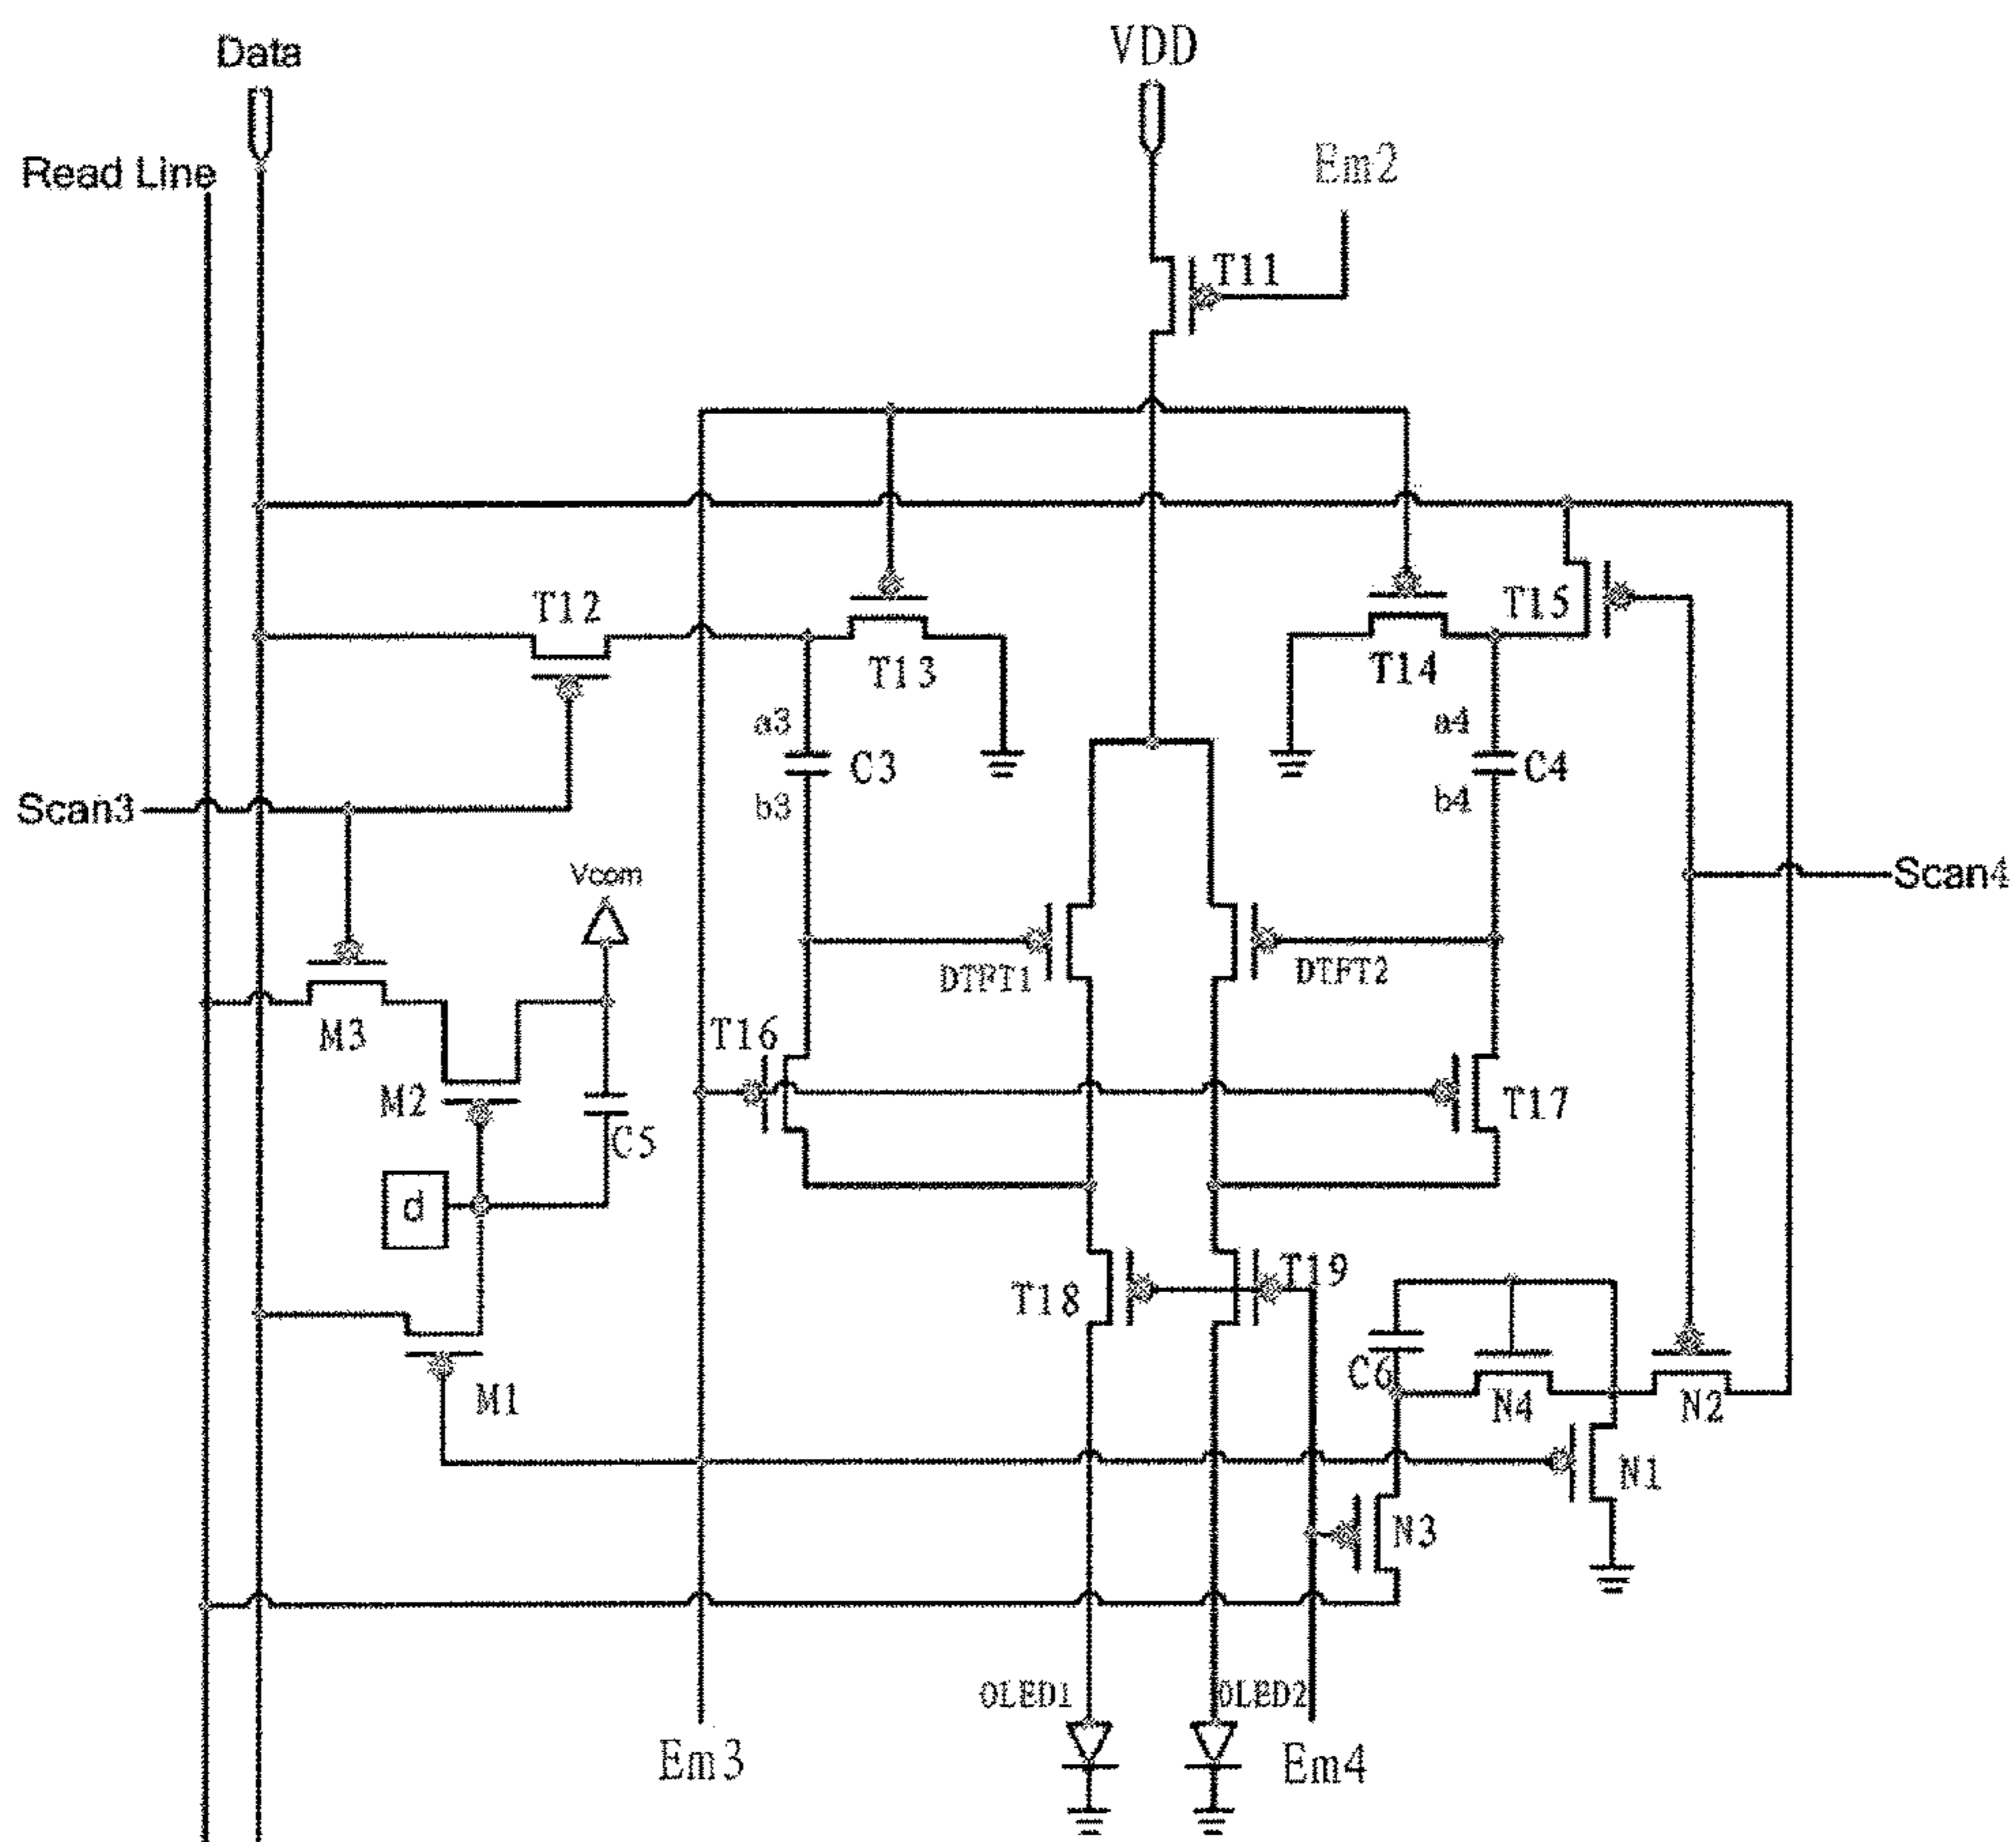 Data
VDD
Read Line
Em2
T11
T12
T15
T13
T14
a3
C3
a4
C4
b3
b4
Scan3
Vcom
Scan4
DTFT1
DTFT2
M3
T16
M2
T17
C5
d
T18
T19
C6
M1
N4
N2
N1
N3
OLED1
OLED2
Em3
Em4